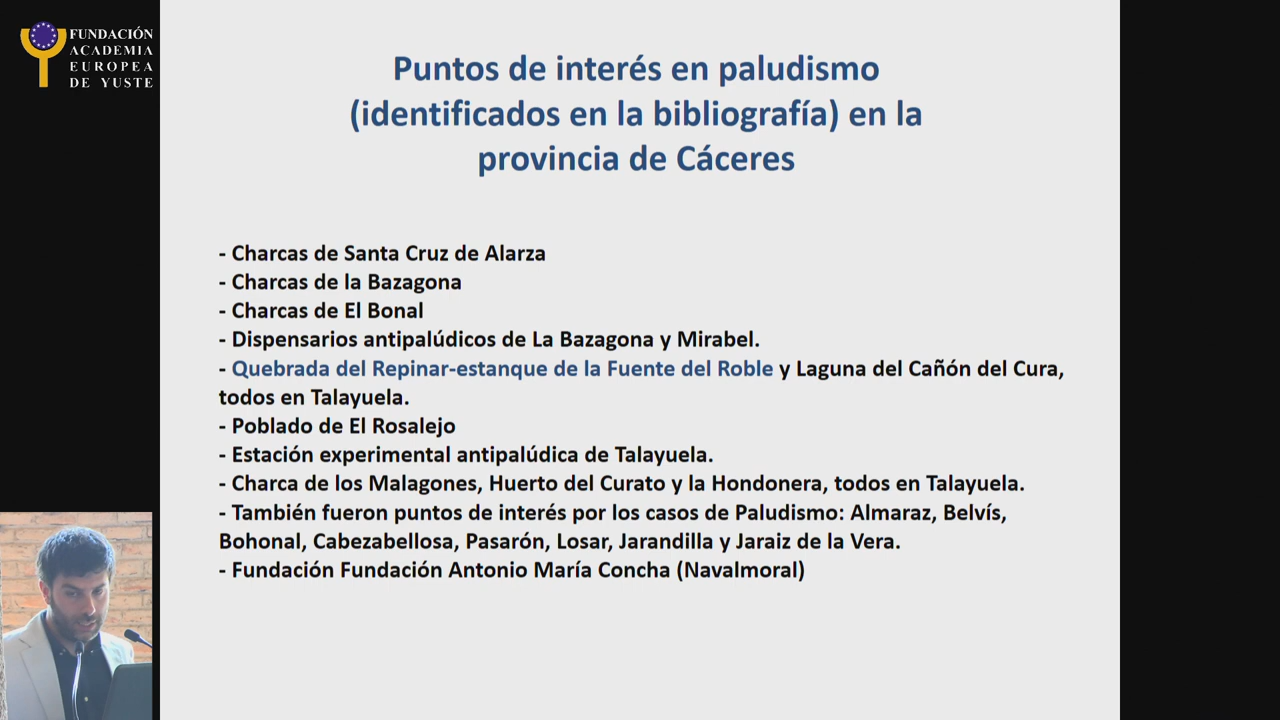 FUNDACIÓN
ACADEMIA
EUROPEA
DE YUSTE
Puntos de interés en paludismo
(identificados en la bibliografía) en la
provincia de Cáceres
- Charcas de Santa Cruz de Alarza
- Charcas de la Bazagona
- Charcas de El Bonal
- Dispensarios antipalúdicos de La Bazagona y Mirabel.
- Quebrada del Repinar-estanque de la Fuente del Roble y Laguna del Cañón del Cura,
todos en Talayuela.
- Poblado de El Rosalejo
- Estación experimental antipalúdica de Talayuela.
- Charca de los Malagones, Huerto del Curato y la Hondonera, todos en Talayuela.
- También fueron puntos de interés por los casos de Paludismo: Almaraz, Belvís,
Bohonal, Cabezabellosa, Pasarón, Losar, Jarandilla y Jaraiz de la Vera.
- Fundación Fundación Antonio María Concha (Navalmoral)